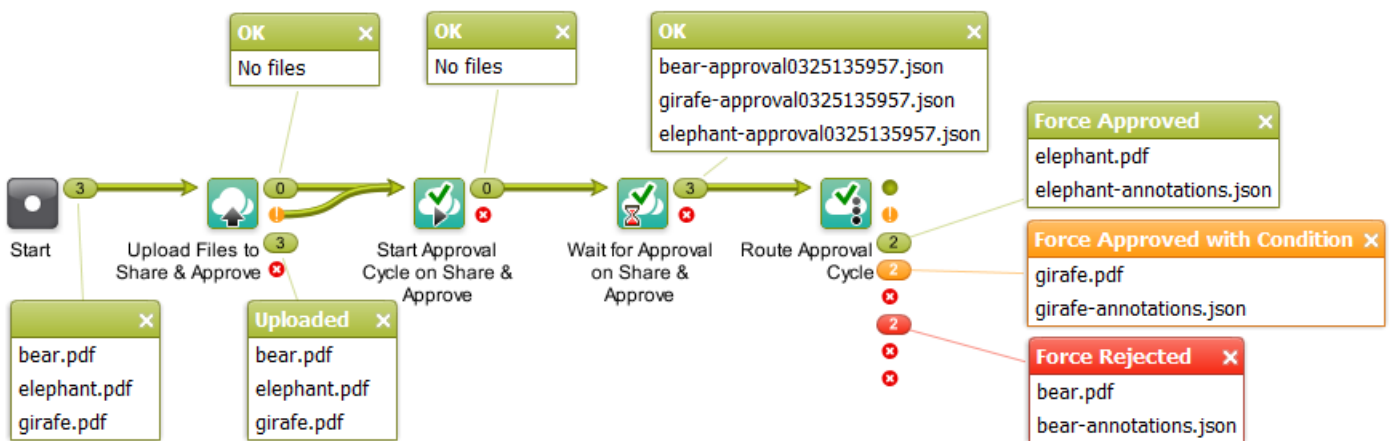 OK ×
No files
OK ×
No files
OK ×
bear-approval0325135957.json
girafe-approval0325135957.json
elephant-approval0325135957.json
Force Approved ×
elephant.pdf
elephant-annotations.json
3
0
0
3
Start
Upload Files to
Share & Approve
3
Start Approval
Cycle on Share &
Approve
Wait for Approval
on Share &
Approve
Route Approval
Cycle
2
2
2
Force Approved with Condition ×
girafe.pdf
girafe-annotations.json
×
bear.pdf
elephant.pdf
girafe.pdf
Uploaded ×
bear.pdf
elephant.pdf
girafe.pdf
Force Rejected ×
bear.pdf
bear-annotations.json